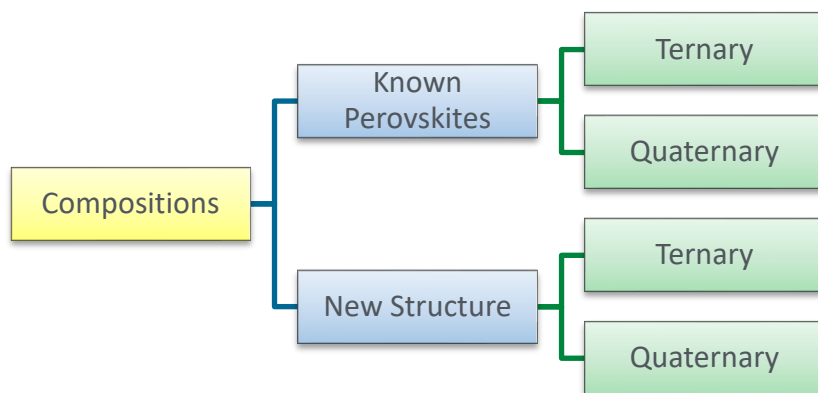 Compositions
Known
Perovskites
Ternary
Quaternary
New Structure
Ternary
Quaternary